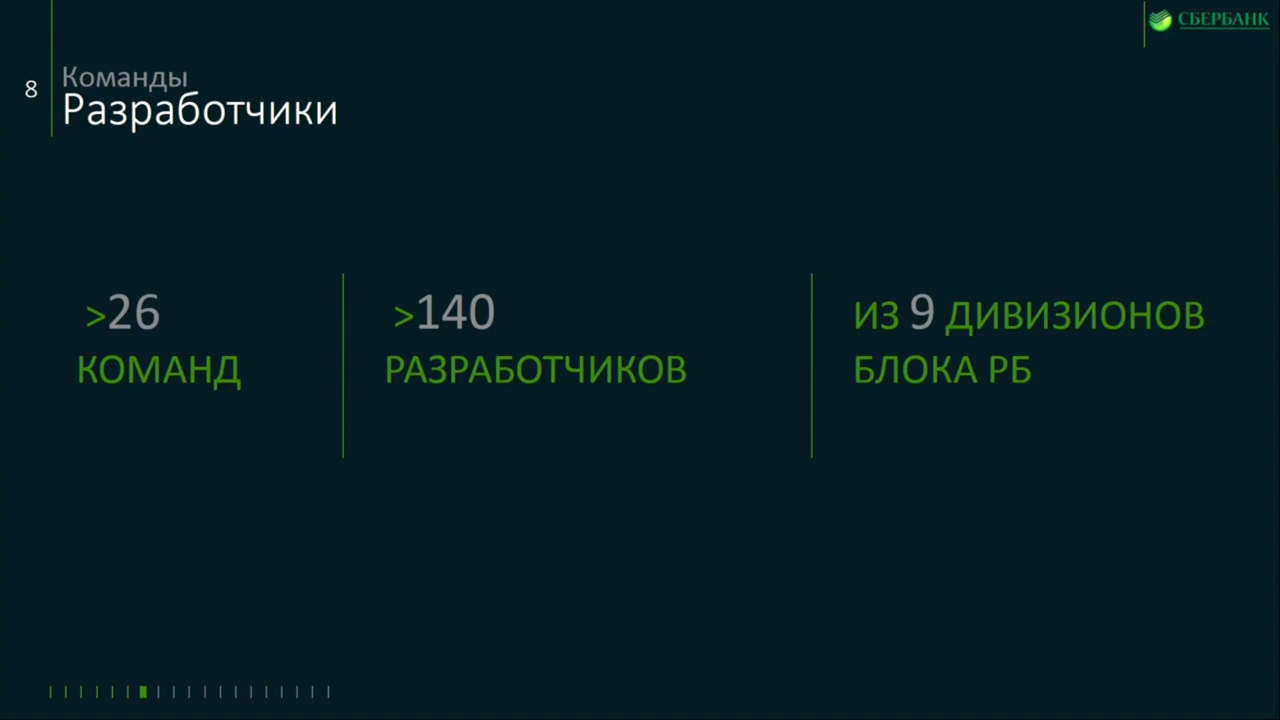 СБЕРБАНК
8
Команды
Разработчики
>26
КОМАНД
>140
РАЗРАБОТЧИКОВ
ИЗ 9 ДИВИЗИОНОВ
БЛОКА РБ